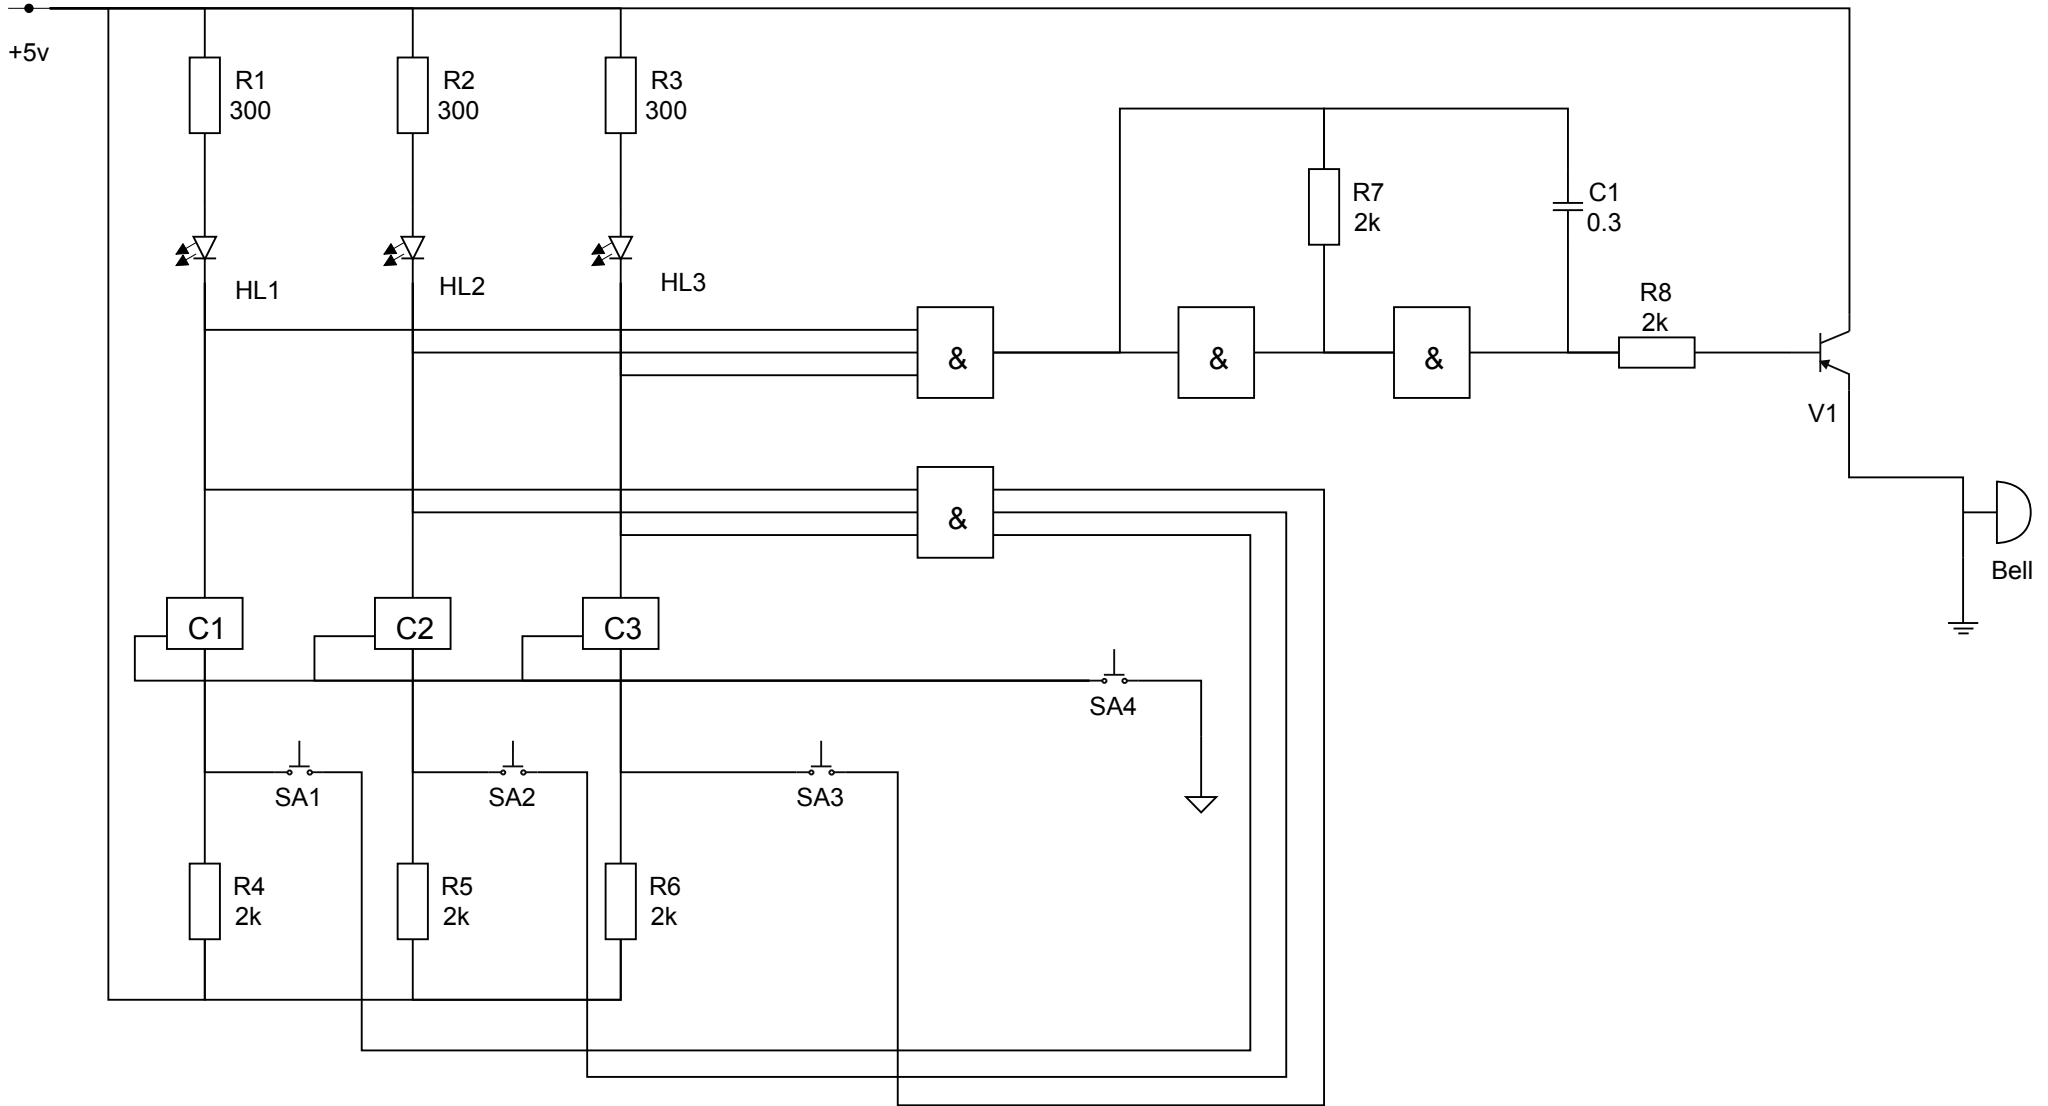 +5v
R1
300
R2
300
R3
300
HL1
HL2
HL3
R7
2k
C1
0.3
R8
2k
&
&
&
V1
&
Bell
C1
C2
C3
SA4
SA1
SA2
SA3
R4
2k
R5
2k
R6
2k